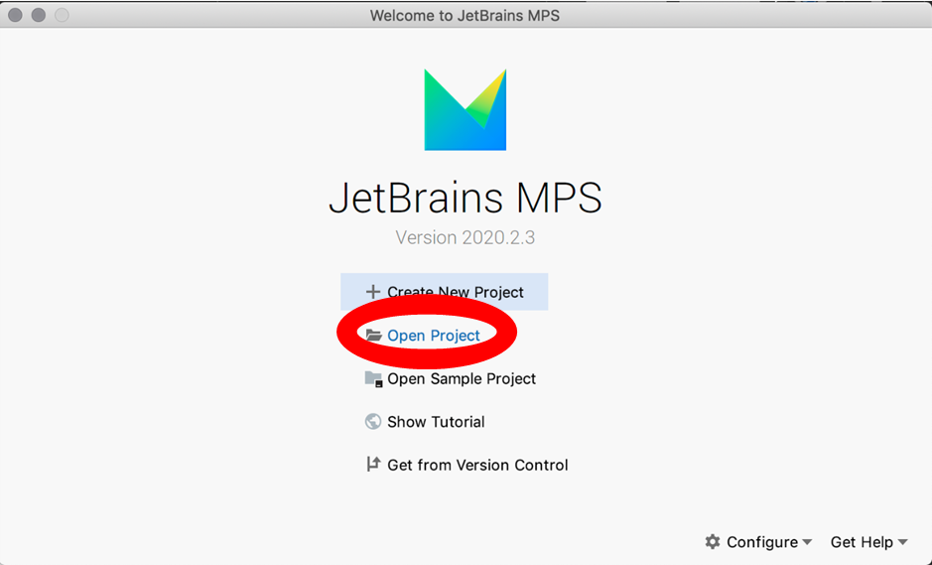 Welcome to JetBrains MPS
JetBrains MPS
Version 2020.2.3
Create New Project
Open Project
Open Sample Project
Show Tutorial
Get from Version Control
Configure
Get Help